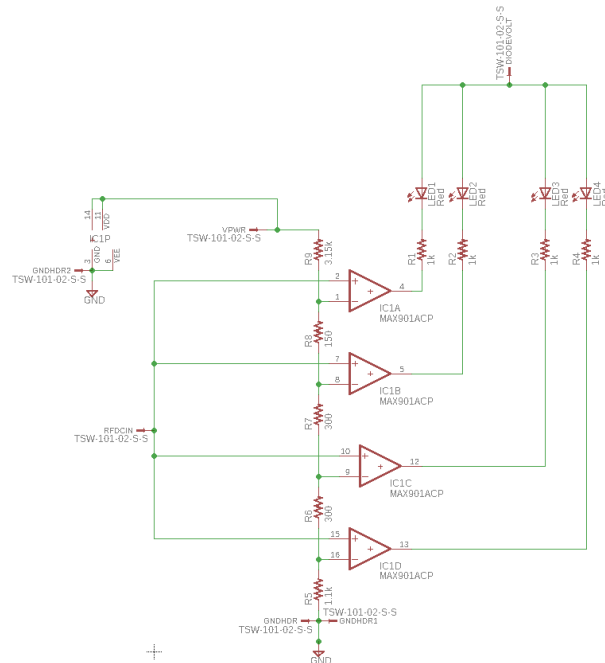 TSW-101-02-S-S
DIODEVOLT
LED1
Red
LED2
Red
LED3
Red
LED4
Red
14
11
VDD
IC1P
GND
VEE
3
6
GNDHDR2
TSW-101-02-S-S
GND
VPWR
TSW-101-02-S-S
R9
3.15k
R1
1k
R2
1k
R3
1k
R4
1k
2
1
4
IC1A
MAX901ACP
R8
150
7
8
5
IC1B
MAX901ACP
R7
300
RFDCIN
TSW-101-02-S-S
10
9
12
IC1C
MAX901ACP
R6
300
15
16
13
IC1D
MAX901ACP
R5
1.1k
TSW-101-02-S-S
GNDHDR
GNDHDR1
TSW-101-02-S-S
GND